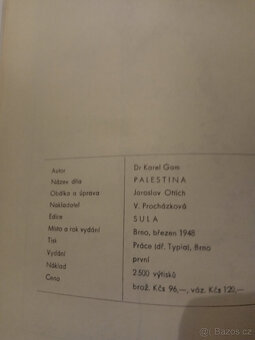 Autor Dr Karel Gam
Název díla PALESTINA
Obálka a úprava Jaroslav Ottich
Nakladatel V. Procházková
Edice SULA
Místo a rok vydání Brno, březen 1948
Tisk Práce (dř. Typia), Brno
Vydání první
Náklad 2 500 výtisků
Cena brož. Kčs 96,—, váz. Kčs 120,—
Bazos.cz